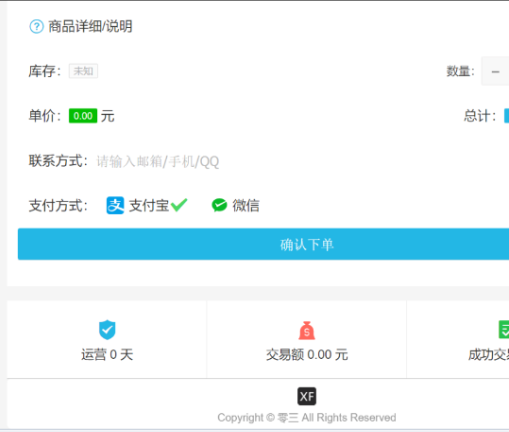 商品详细/说明
库存： 未知 数量： −
单价： 0.00 元 总计：
联系方式： 请输入邮箱/手机/QQ
支付方式： 支 支付宝 微信
确认下单
运营 0 天 交易额 0.00 元 成功交
XF
Copyright © 零三 All Rights Reserved